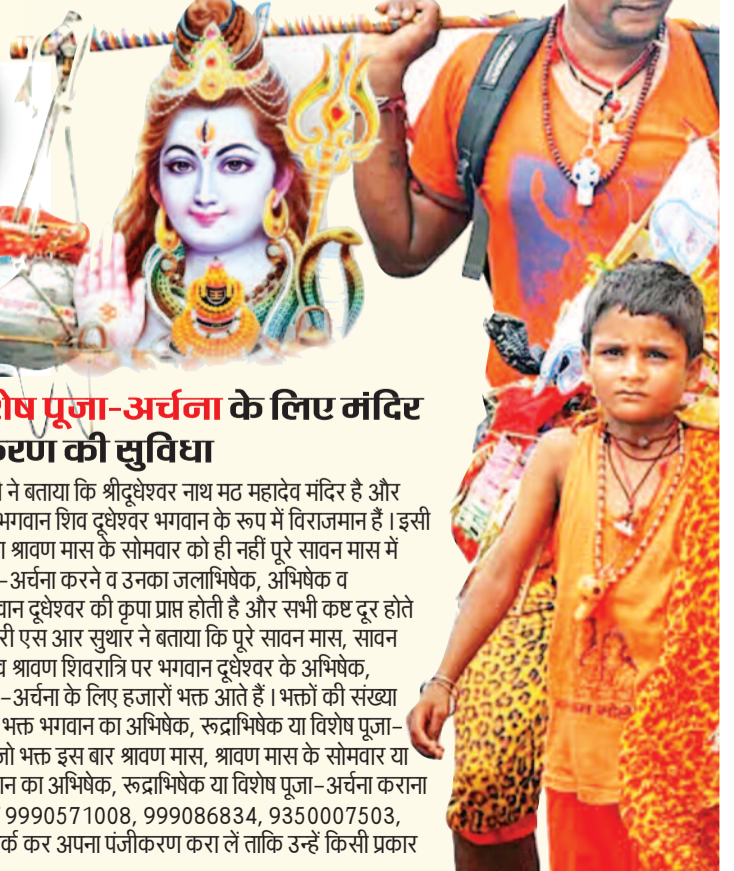 पूजा-अर्चना के लिए मंदिर
की सुविधा
ने बताया कि श्रीदूधेश्वर नाथ मठ महादेव मंदिर है और
भगवान शिव दूधेश्वर भगवान के रूप में विराजमान हैं । इसी
श्रावण मास के सोमवार को ही नहीं पूरे सावन मास में
-अर्चना करने व उनका जलाभिषेक, अभिषेक व
दूधेश्वर की कृपा प्राप्त होती है और सभी कष्ट दूर होते
री एस आर सुथार ने बताया कि पूरे सावन मास, सावन
व श्रावण शिवरात्रि पर भगवान दूधेश्वर के अभिषेक,
-अर्चना के लिए हजारों भक्त आते हैं । भक्तों की संख्या
भक्त भगवान का अभिषेक, रूद्राभिषेक या विशेष पूजा-
जो भक्त इस बार श्रावण मास, श्रावण मास के सोमवार या
का अभिषेक, रूद्राभिषेक या विशेष पूजा-अर्चना कराना
9990571008, 999086834, 9350007503,
कर अपना पंजीकरण करा लें ताकि उन्हें किसी प्रकार